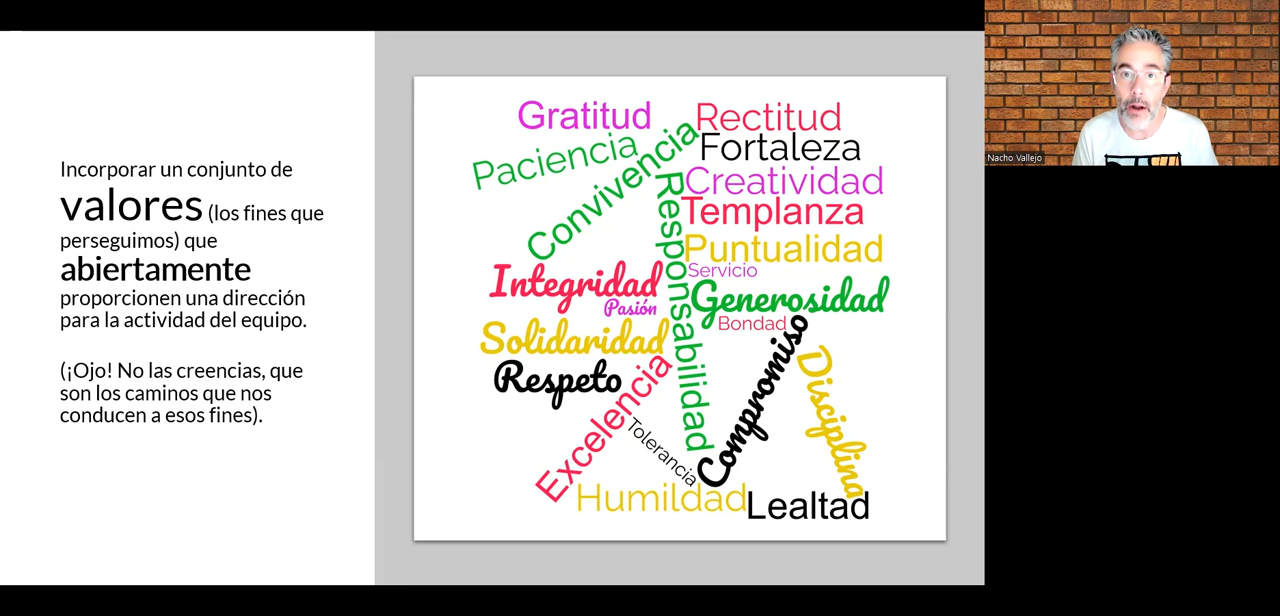 Incorporar un conjunto de
valores (los fines que
perseguimos) que
abiertamente
proporcionen una dirección
para la actividad del equipo.
(¡Ojo! No las creencias, que
son los caminos que nos
conducen a esos fines).
Gratitud
Rectitud
Paciencia
Convivencia
Fortaleza
Responsabilidad
Creatividad
Templanza
Puntualidad
Integridad
Servicio
Pasión
Generosidad
Solidaridad
Bondad
Respeto
Compromiso
Disciplina
Excelencia
Tolerancia
Humildad
Lealtad
Nacho Vallejo